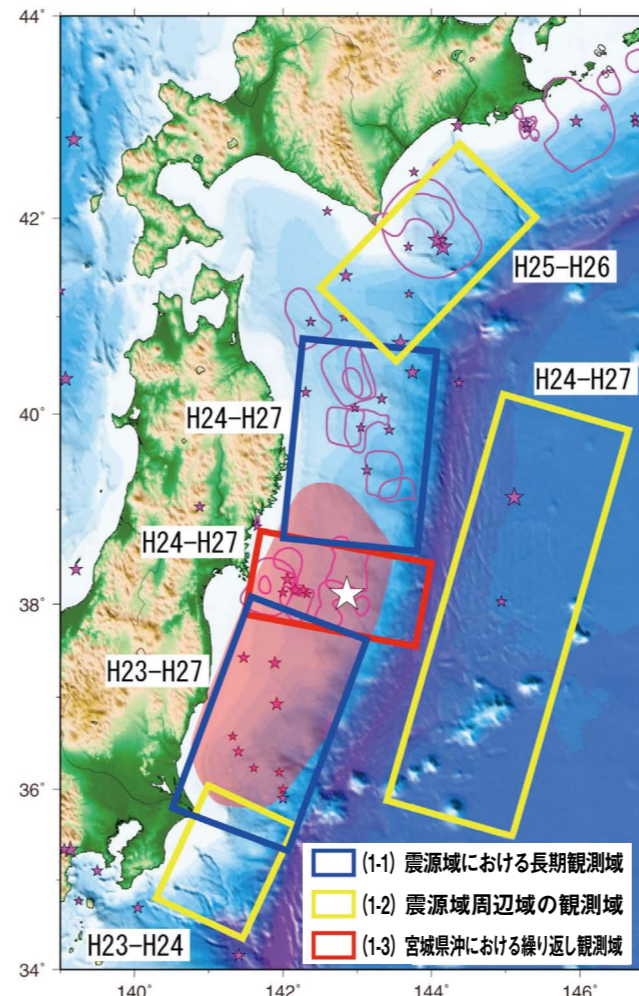 44°
42°
H25-H26
H24-H27
40°
H24-H27
H24-H27
38°
H23-H27
36°
(1-1) 震源域における長期観測域
(1-2) 震源域周辺域の観測域
(1-3) 宮城県沖における繰り返し観測域
H23-H24
34°
140° 142° 144° 146°